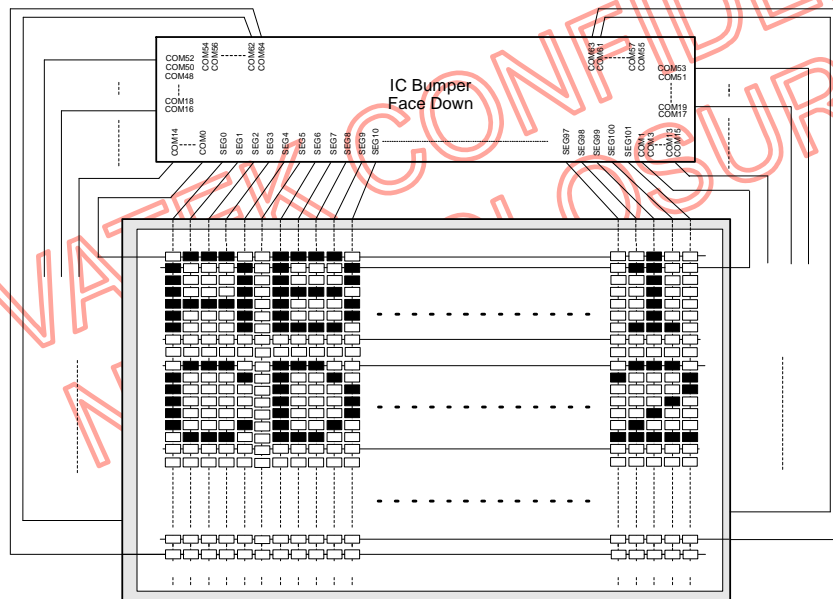 COM54
COM56
COM62
COM64
COM63
COM61
COM57
COM55
COM52
COM50
COM48
COM18
COM16
IC Bumper
Face Down
COM53
COM51
COM19
COM17
COM14
COM0
SEG0
SEG1
SEG2
SEG3
SEG4
SEG5
SEG6
SEG7
SEG8
SEG9
SEG10
SEG97
SEG98
SEG99
SEG100
SEG101
COM1
COM3
COM13
COM15